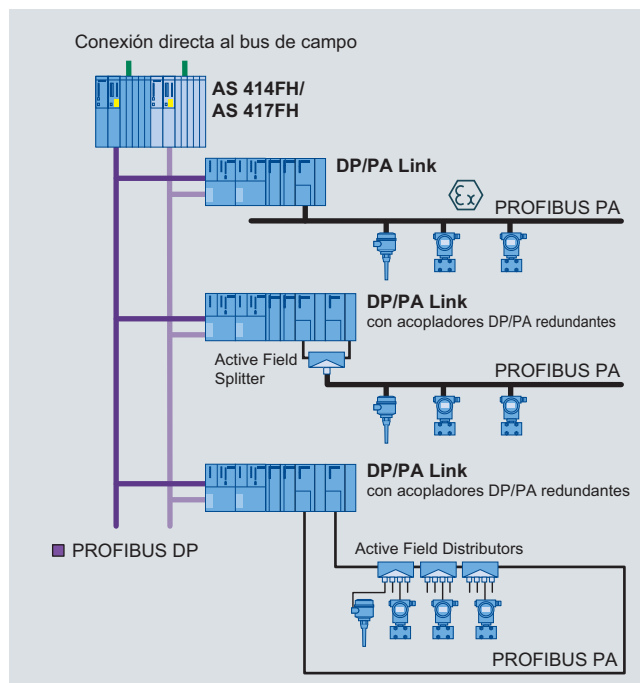 Conexión directa al bus de campo
AS 414FH/
AS 417FH
DP/PA Link
Ex
PROFIBUS PA
DP/PA Link
con acopladores DP/PA redundantes
Active Field
Splitter
PROFIBUS PA
DP/PA Link
con acopladores DP/PA redundantes
PROFIBUS DP
Active Field Distributors
PROFIBUS PA